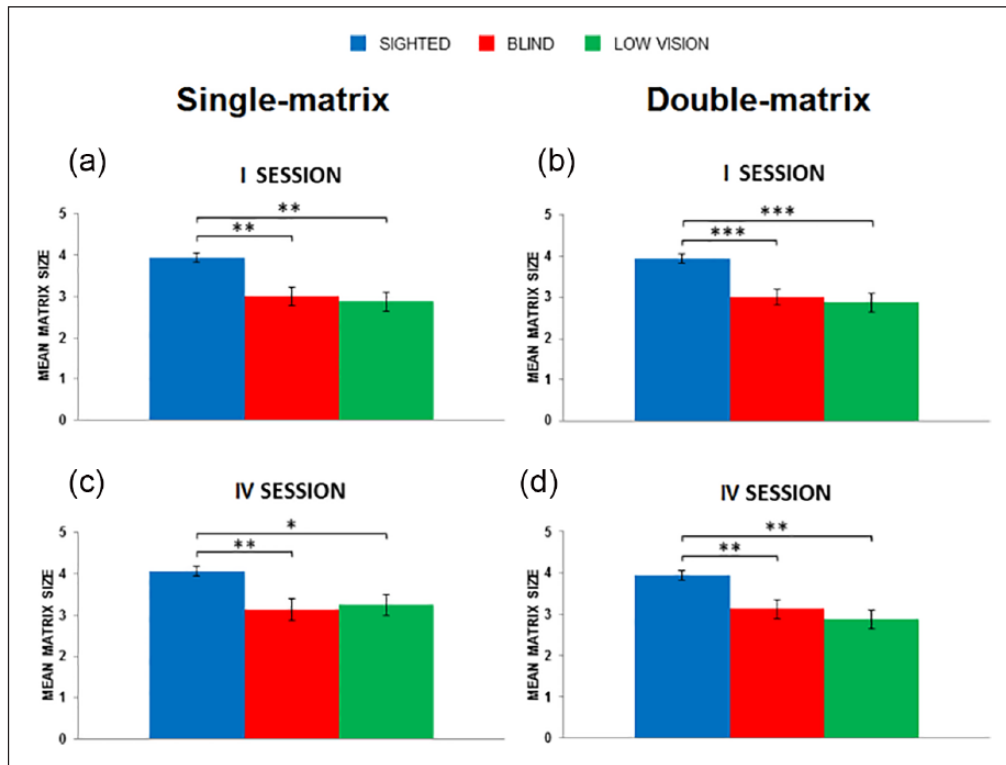 SIGHTED BLIND LOW VISION
Single-matrix Double-matrix
(a)
I SESSION
MEAN MATRIX SIZE
5
4
3
2
1
0
**
**
(b)
I SESSION
MEAN MATRIX SIZE
5
4
3
2
1
0
***
***
(c)
IV SESSION
MEAN MATRIX SIZE
5
4
3
2
1
0
*
**
(d)
IV SESSION
MEAN MATRIX SIZE
5
4
3
2
1
0
**
**